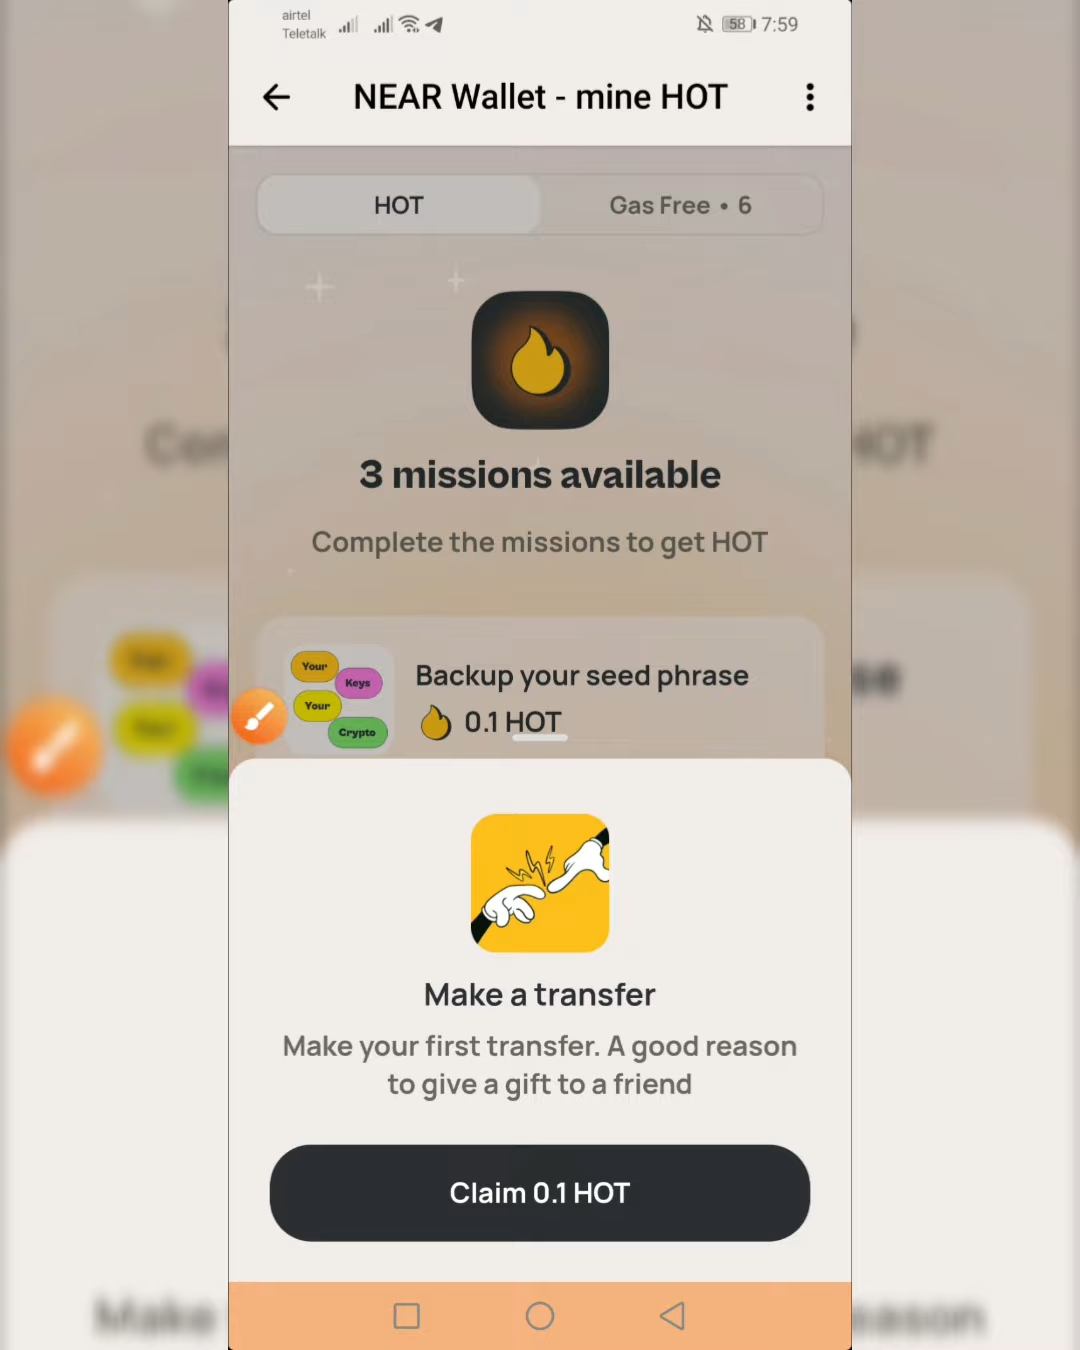 airtel
Teletalk
58
7:59
NEAR Wallet - mine HOT
HOT
Gas Free • 6
3 missions available
Complete the missions to get HOT
Your
Keys
Your
Crypto
Backup your seed phrase
0.1 HOT
Make a transfer
Make your first transfer. A good reason
to give a gift to a friend
Claim 0.1 HOT